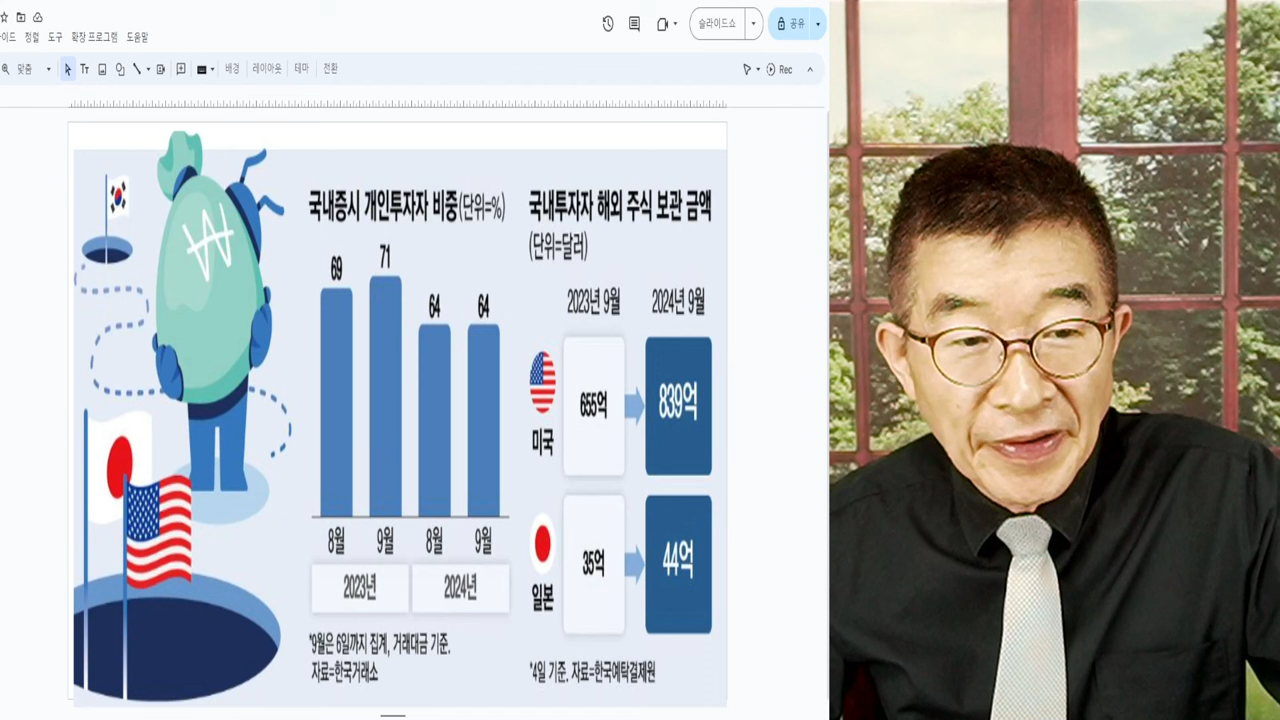 이드 정렬 도구 확장 프로그램 도움말
슬라이드쇼
공유
맞춤
Tт
배경 레이아웃 테마 전환
Rec
₩
국내증시 개인투자자 비중(단위=%)
69
71
64
64
8월 9월 8월 9월
2023년 2024년
*9월은 6일까지 집계, 거래대금 기준.
자료=한국거래소
국내투자자 해외 주식 보관 금액
(단위=달러)
2023년 9월 2024년 9월
미국
655억 839억
일본
35억 44억
*4일 기준. 자료=한국예탁결제원